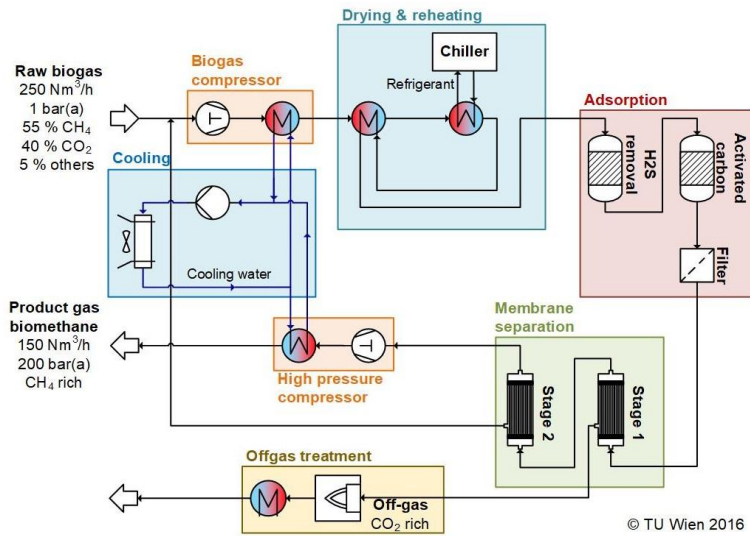 Drying & reheating
Chiller
Refrigerant
Biogas
compressor
Raw biogas
250 Nm³/h
1 bar(a)
55 % CH₄
40 % CO₂
5 % others
Adsorption
H2S
removal
Activated
carbon
Filter
Cooling
Cooling water
Product gas
biomethane
150 Nm³/h
200 bar(a)
CH₄ rich
High pressure
compressor
Membrane
separation
Stage 2
Stage 1
Offgas treatment
Off-gas
CO₂ rich
© TU Wien 2016